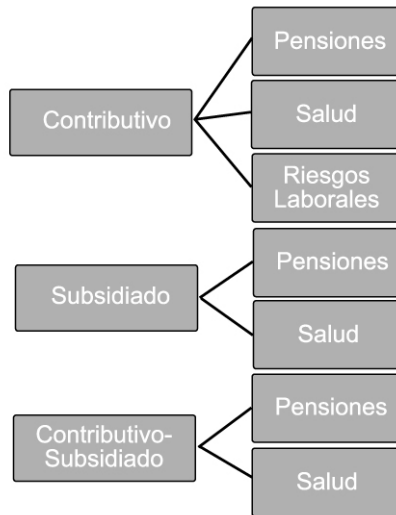 Contributivo
Pensiones
Salud
Riesgos
Laborales
Subsidiado
Pensiones
Salud
Contributivo-
Subsidiado
Pensiones
Salud